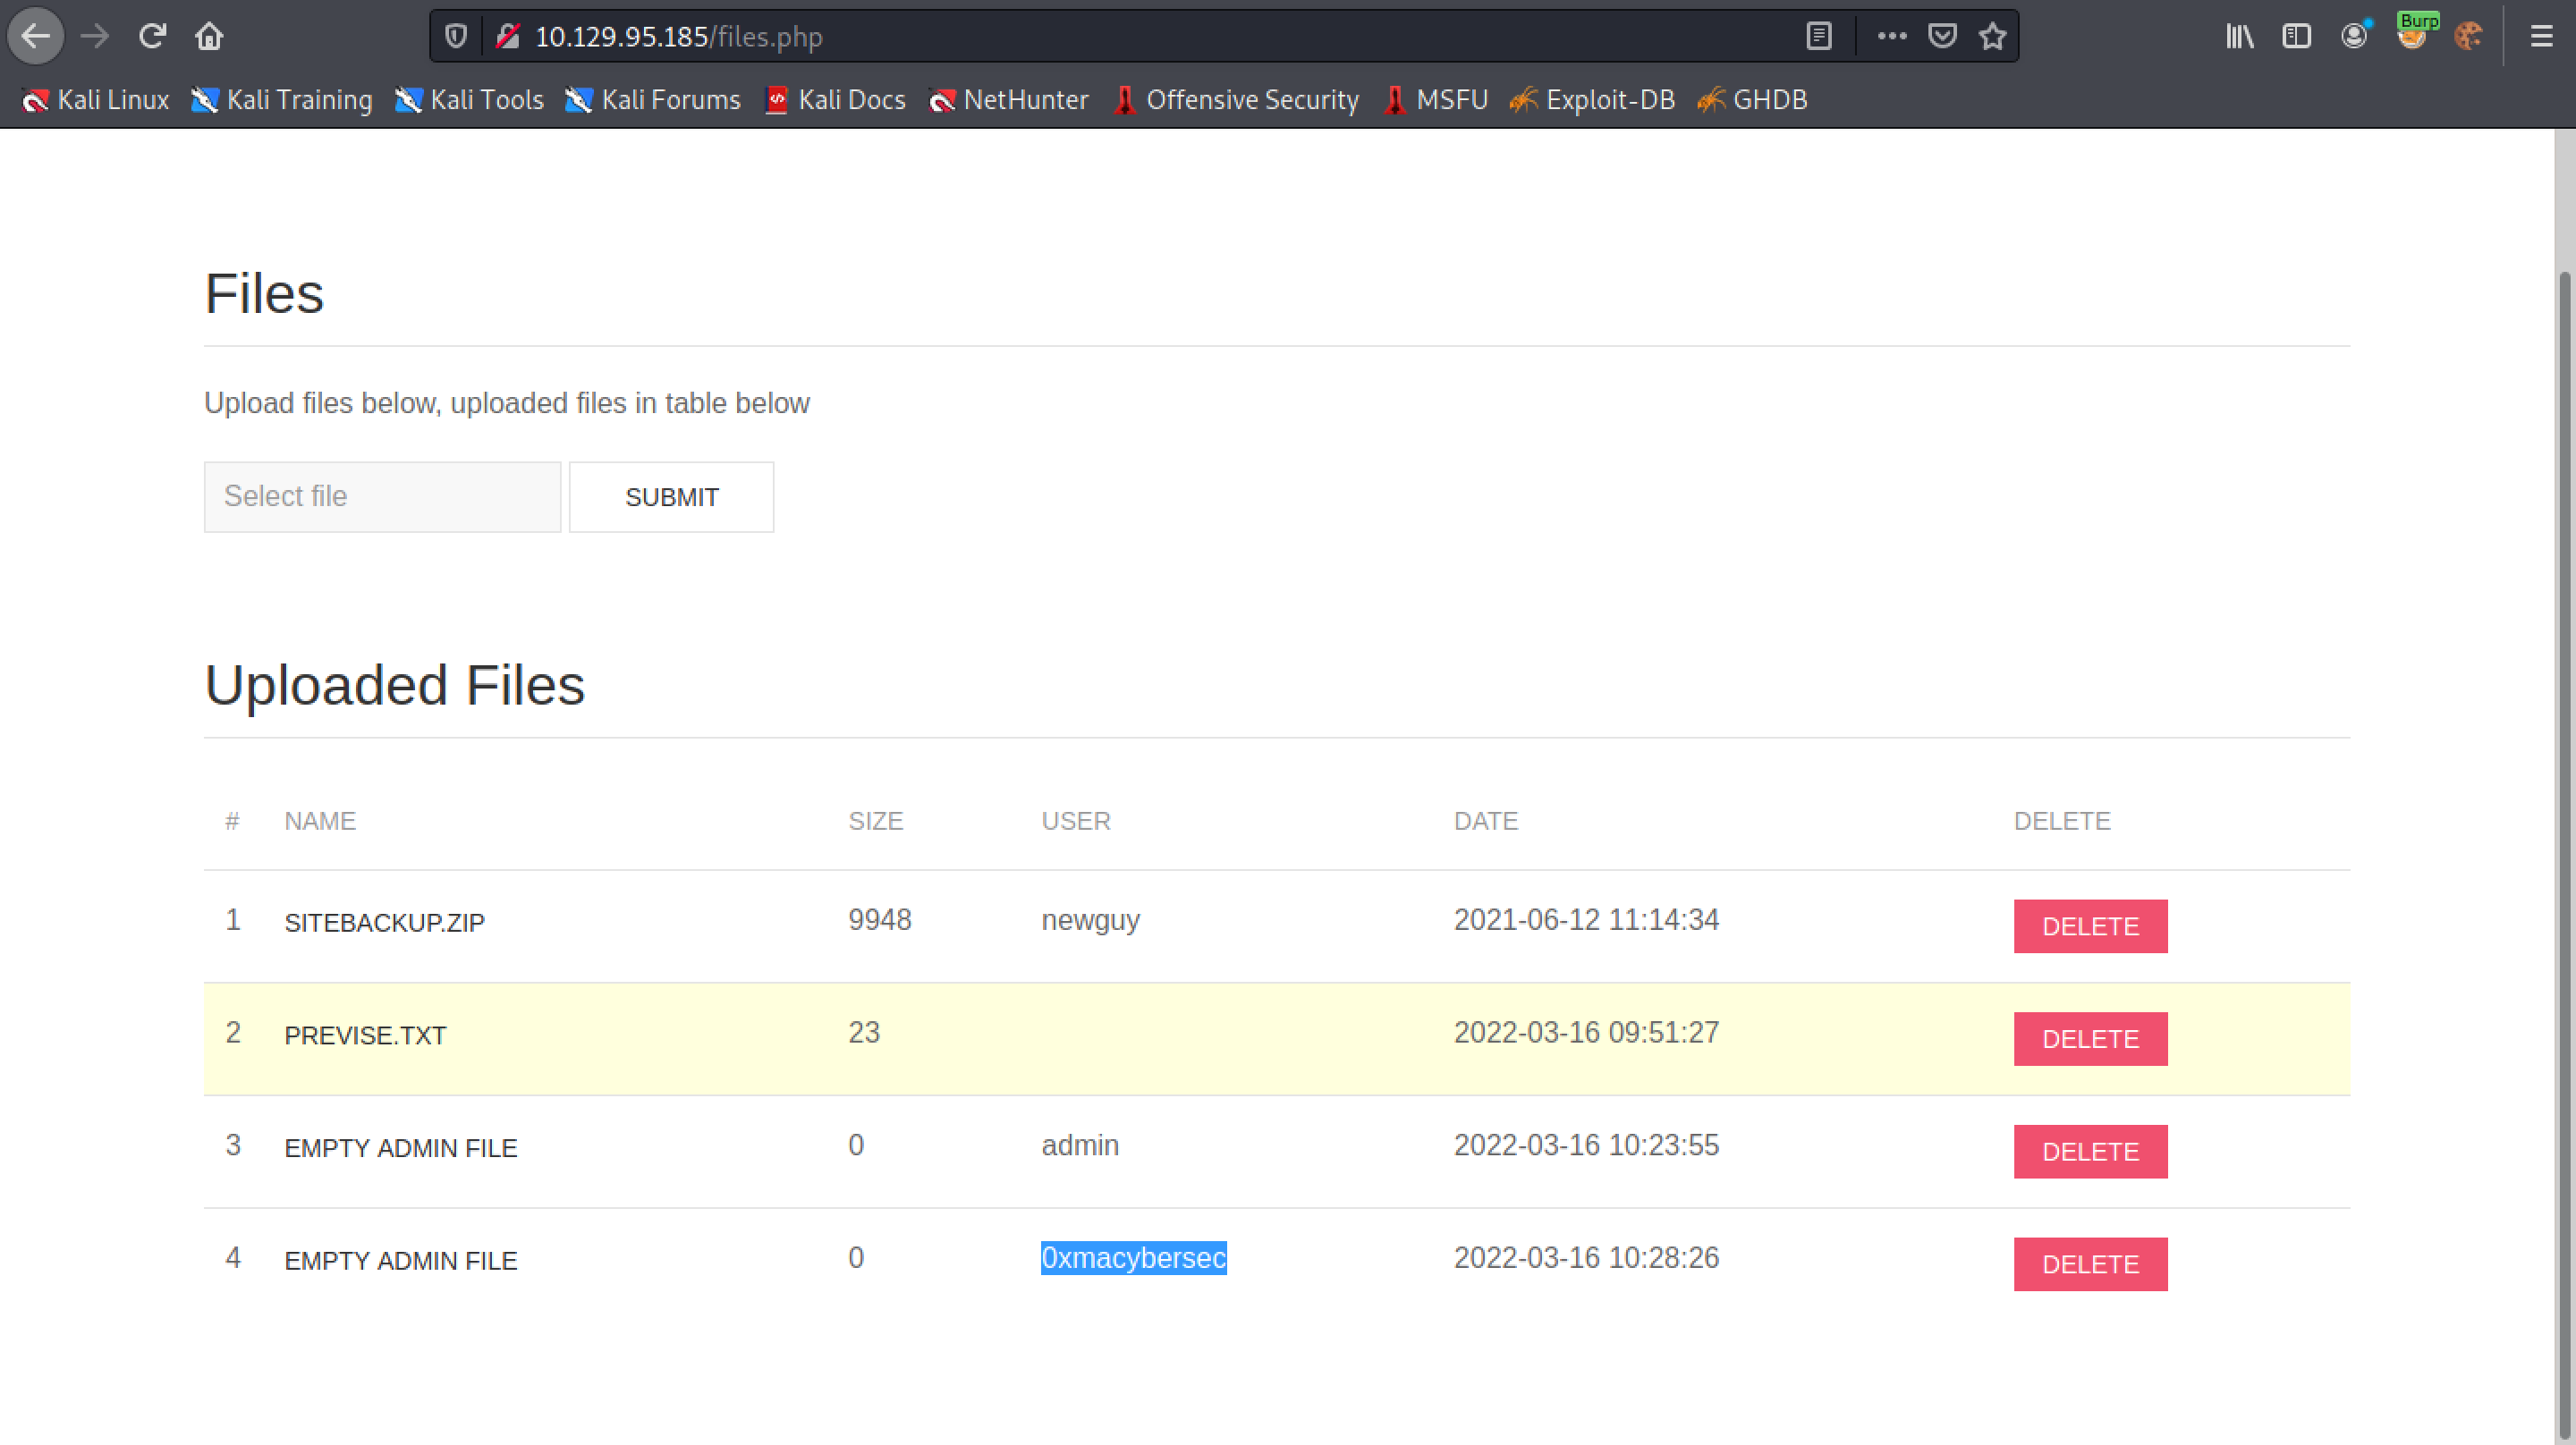 10.129.95.185/files.php
Burp
Kali Linux Kali Training Kali Tools Kali Forums Kali Docs NetHunter Offensive Security MSFU Exploit-DB GHDB
Files
Upload files below, uploaded files in table below
Select file SUBMIT
Uploaded Files
# NAME SIZE USER DATE DELETE
1 SITEBACKUP.ZIP 9948 newguy 2021-06-12 11:14:34 DELETE
2 PREVISE.TXT 23 2022-03-16 09:51:27 DELETE
3 EMPTY ADMIN FILE 0 admin 2022-03-16 10:23:55 DELETE
4 EMPTY ADMIN FILE 0 0xmacybersec 2022-03-16 10:28:26 DELETE